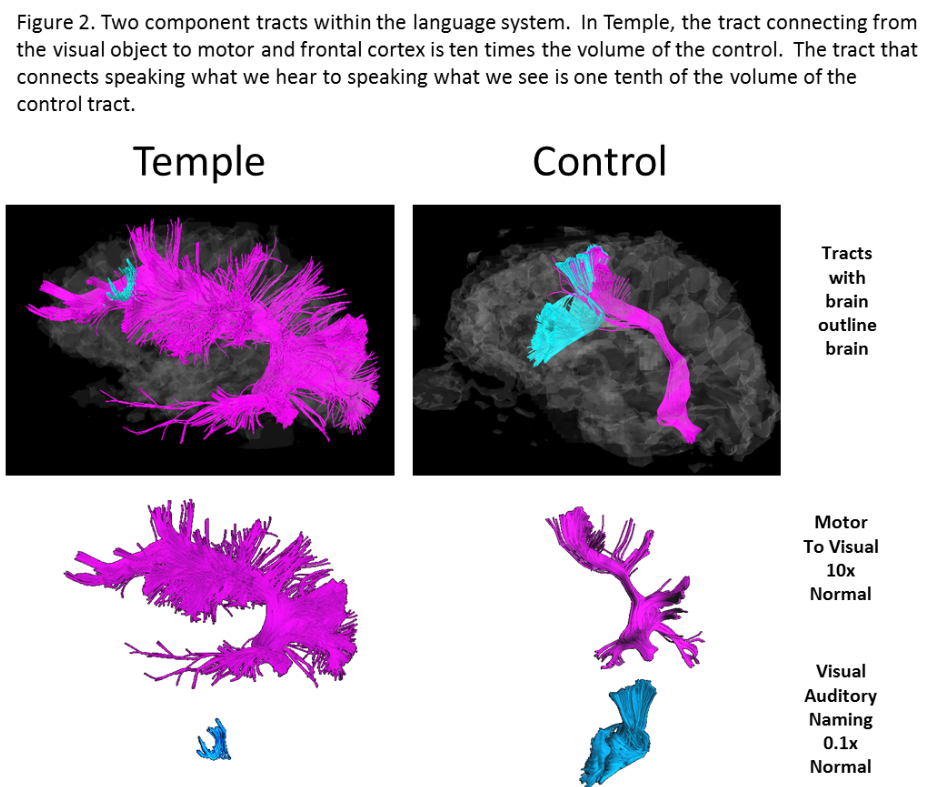 Figure 2. Two component tracts within the language system.  In Temple, the tract connecting from
the visual object to motor and frontal cortex is ten times the volume of the control.  The tract that
connects speaking what we hear to speaking what we see is one tenth of the volume of the
control tract.
Temple
Control
Tracts
with
brain
outline
brain
Motor
To Visual
10x
Normal
Visual
Auditory
Naming
0.1x
Normal